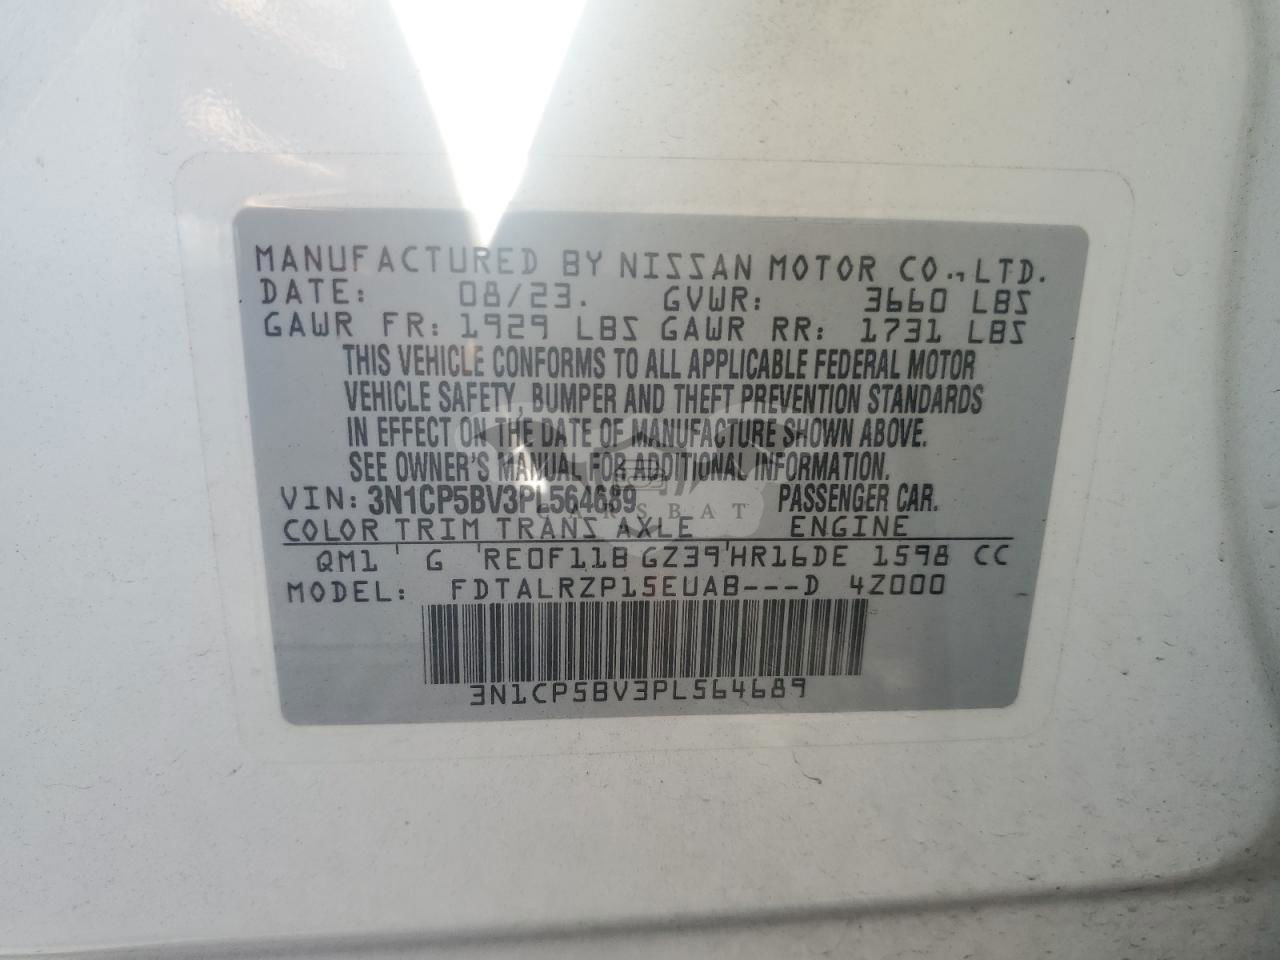 MANUFACTURED BY NISSAN MOTOR CO., LTD.
DATE: 08/23. GVWR: 3660 LBS
GAWR FR: 1929 LBS GAWR RR: 1731 LBS
THIS VEHICLE CONFORMS TO ALL APPLICABLE FEDERAL MOTOR
VEHICLE SAFETY, BUMPER AND THEFT PREVENTION STANDARDS
IN EFFECT ON THE DATE OF MANUFACTURE SHOWN ABOVE.
SEE OWNER'S MANUAL FOR ADDITIONAL INFORMATION.
VIN: 3N1CP5BV3PL564689 PASSENGER CAR.
CARSBAT
COLOR TRIM TRANS AXLE ENGINE
QM1 ' G ' RE0F11B GZ39'HR16DE 1598 CC
MODEL: FDTALRZP15EUAB---D 4Z000
3N1CP5BV3PL564689